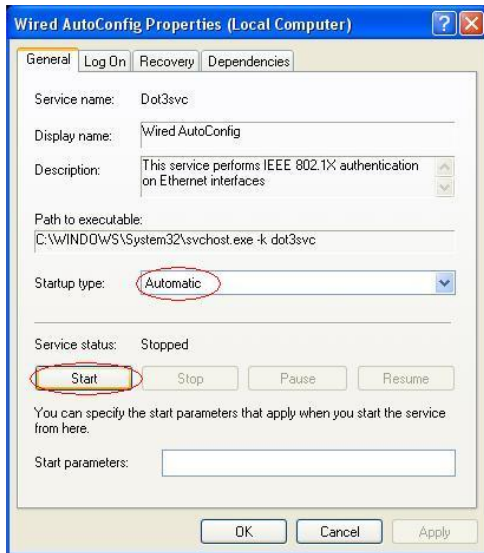 Wired AutoConfig Properties (Local Computer)
General Log On Recovery Dependencies
Service name: Dot3svc
Display name: Wired AutoConfig
Description: This service performs IEEE 802.1X authentication
on Ethernet interfaces
Path to executable:
C:\WINDOWS\System32\svchost.exe -k dot3svc
Startup type: Automatic
Service status: Stopped
Start Stop Pause Resume
You can specify the start parameters that apply when you start the service
from here.
Start parameters:
OK Cancel Apply